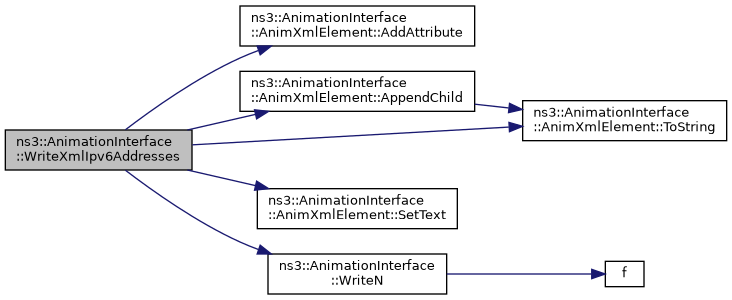 ns3::AnimationInterface
::AnimXmlElement::AddAttribute
ns3::AnimationInterface
::AnimXmlElement::AppendChild
ns3::AnimationInterface
::AnimXmlElement::ToString
ns3::AnimationInterface
::WriteXmlIpv6Addresses
ns3::AnimationInterface
::AnimXmlElement::SetText
ns3::AnimationInterface
::WriteN
f